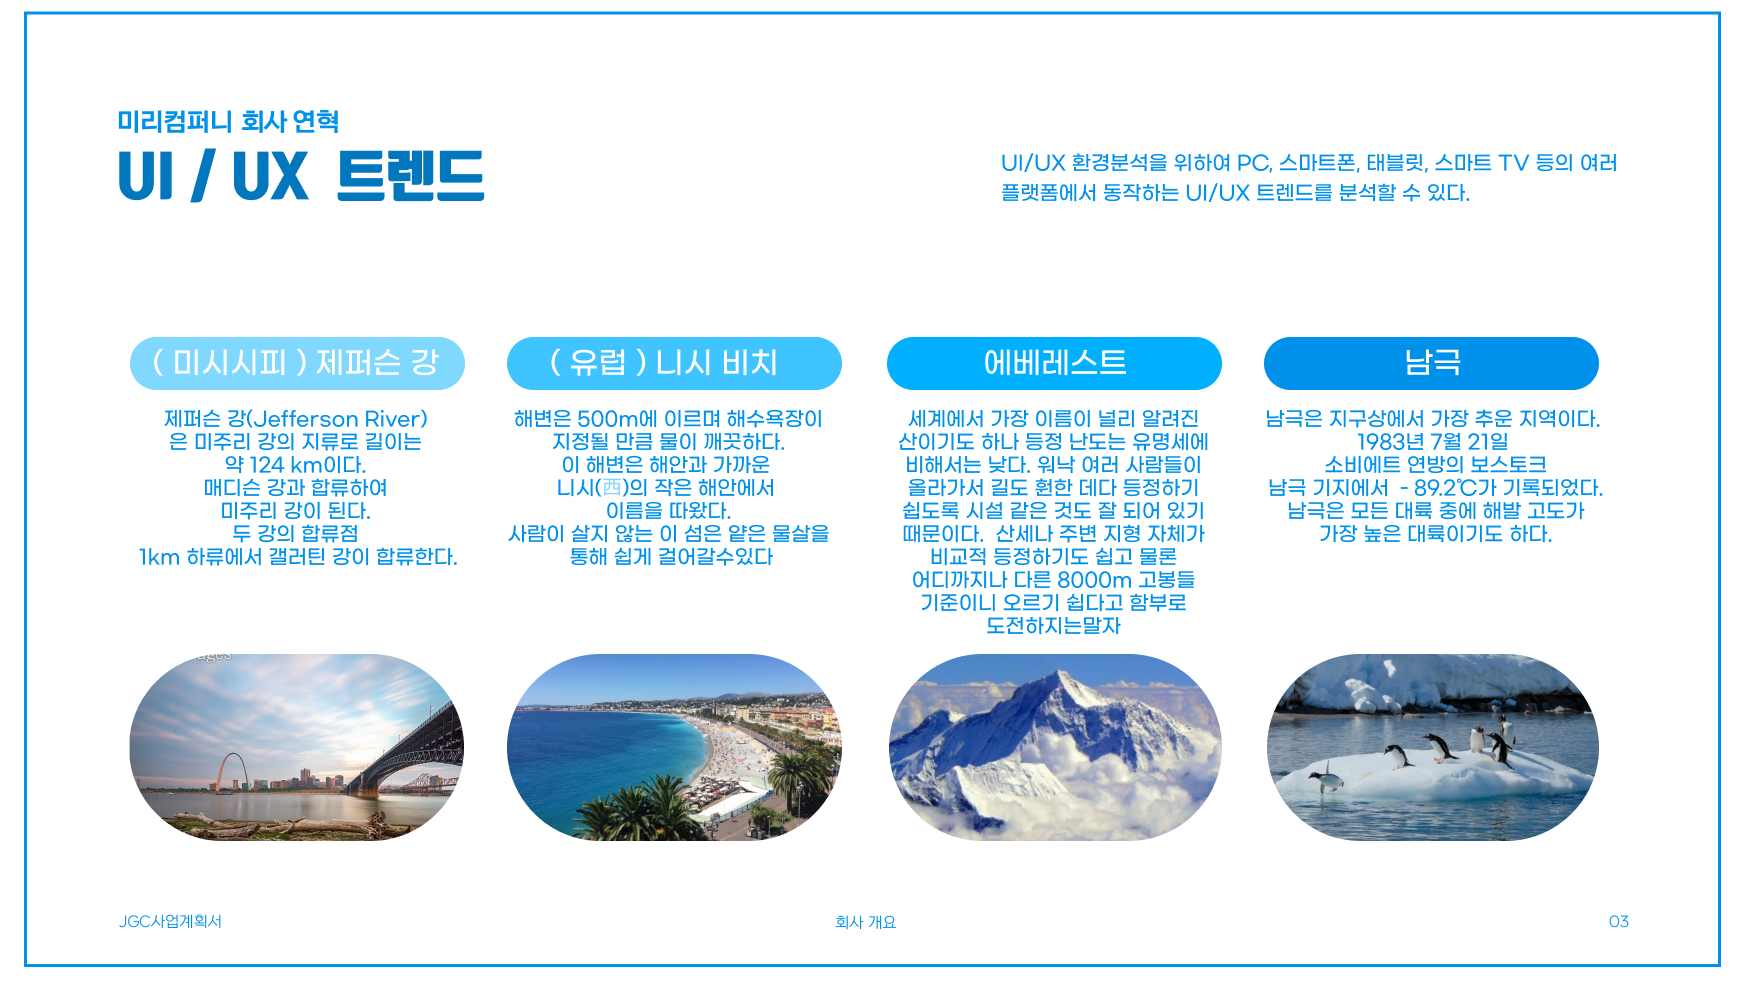 미리컴퍼니 회사 연혁
UI / UX 트렌드
UI/UX 환경분석을 위하여 PC, 스마트폰, 태블릿, 스마트 TV 등의 여러
플랫폼에서 동작하는 UI/UX 트렌드를 분석할 수 있다.
( 미시시피 ) 제퍼슨 강
제퍼슨 강(Jefferson River)
은 미주리 강의 지류로 길이는
약 124 km이다.
매디슨 강과 합류하여
미주리 강이 된다.
두 강의 합류점
1km 하류에서 갤러틴 강이 합류한다.
( 유럽 ) 니시 비치
해변은 500m에 이르며 해수욕장이
지정될 만큼 물이 깨끗하다.
이 해변은 해안과 가까운
니시(西)의 작은 해안에서
이름을 따왔다.
사람이 살지 않는 이 섬은 얕은 물살을
통해 쉽게 걸어갈수있다
에베레스트
세계에서 가장 이름이 널리 알려진
산이기도 하나 등정 난도는 유명세에
비해서는 낮다. 워낙 여러 사람들이
올라가서 길도 훤한 데다 등정하기
쉽도록 시설 같은 것도 잘 되어 있기
때문이다. 산세나 주변 지형 자체가
비교적 등정하기도 쉽고 물론
어디까지나 다른 8000m 고봉들
기준이니 오르기 쉽다고 함부로
도전하지는말자
남극
남극은 지구상에서 가장 추운 지역이다.
1983년 7월 21일
소비에트 연방의 보스토크
남극 기지에서 - 89.2℃가 기록되었다.
남극은 모든 대륙 중에 해발 고도가
가장 높은 대륙이기도 하다.
JGC사업계획서
회사 개요
03